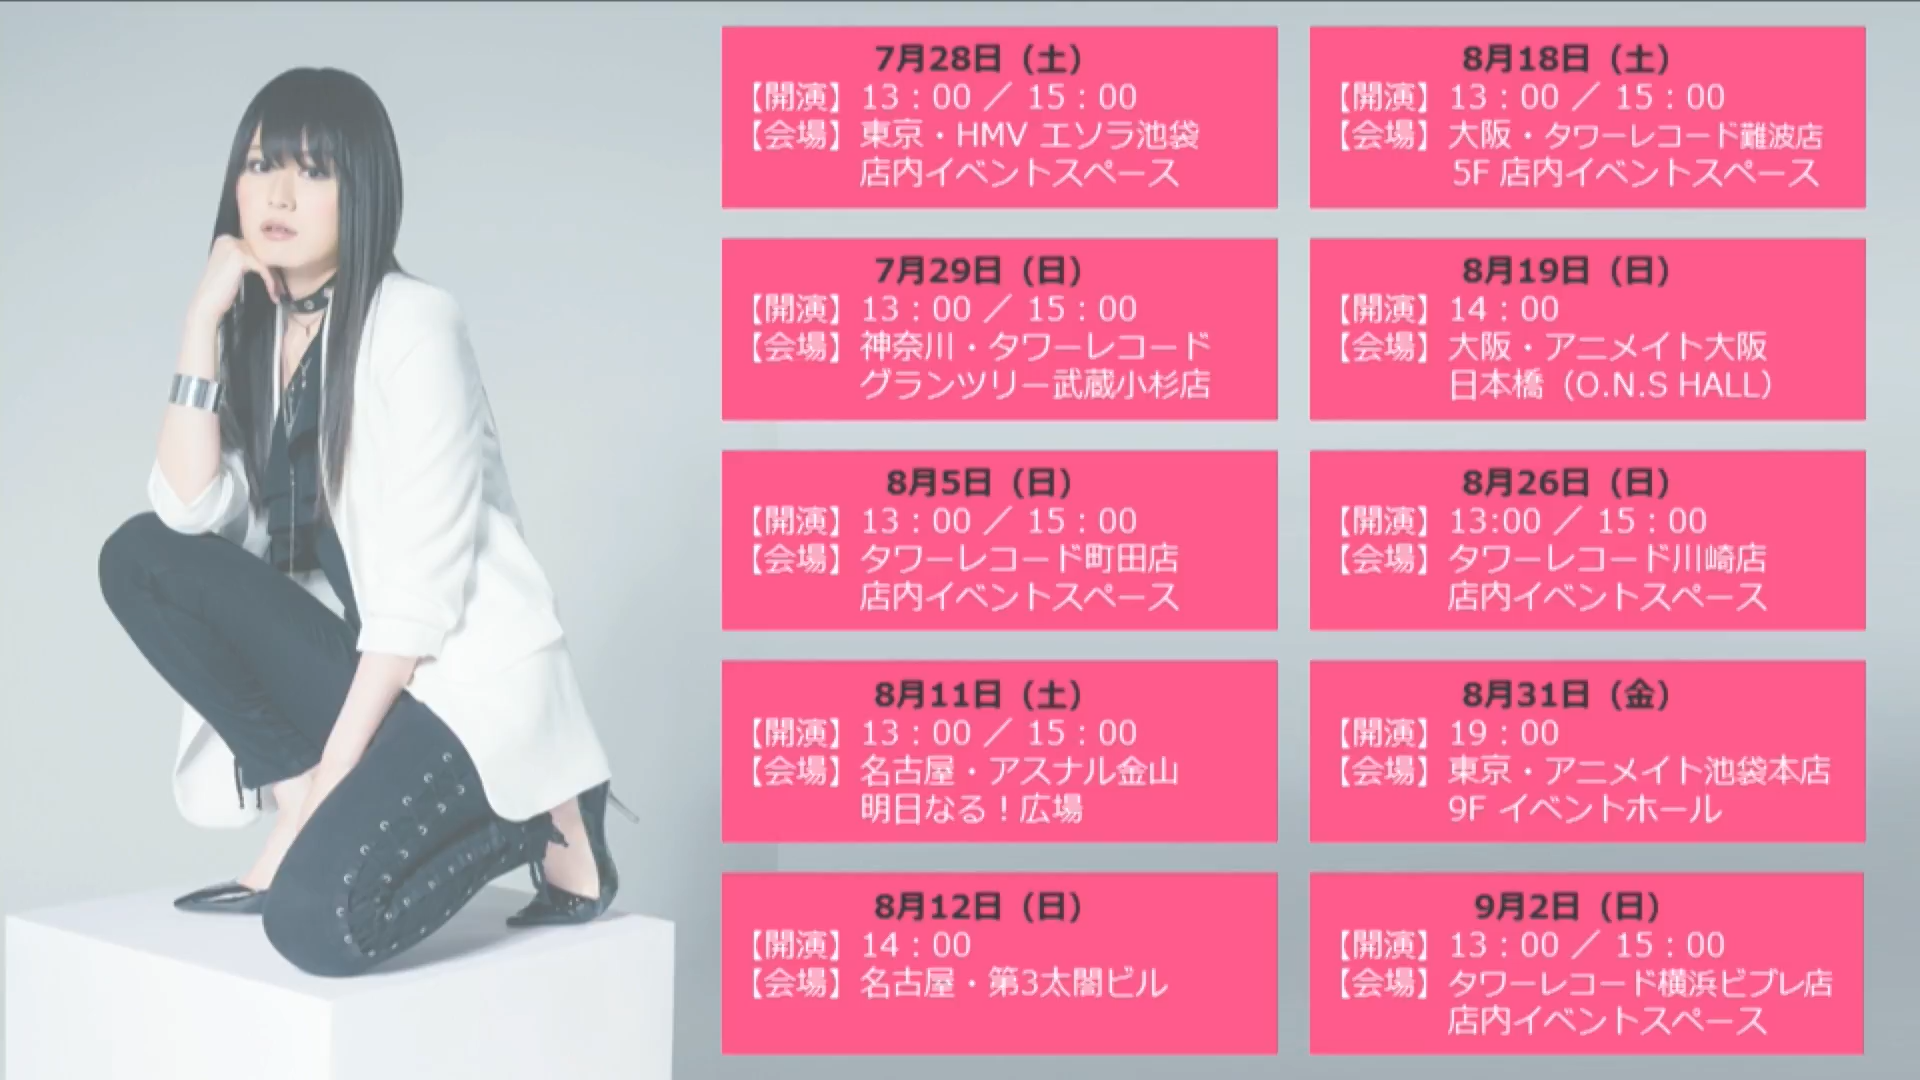 7月28日（土）
【開演】13：00 ／ 15：00
【会場】東京・HMV エソラ池袋
店内イベントスペース
7月29日（日）
【開演】13：00 ／ 15：00
【会場】神奈川・タワーレコード
グランツリー武蔵小杉店
8月5日（日）
【開演】13：00 ／ 15：00
【会場】タワーレコード町田店
店内イベントスペース
8月11日（土）
【開演】13：00 ／ 15：00
【会場】名古屋・アスナル金山
明日なる！広場
8月12日（日）
【開演】14：00
【会場】名古屋・第3太閤ビル
8月18日（土）
【開演】13：00 ／ 15：00
【会場】大阪・タワーレコード難波店
5F 店内イベントスペース
8月19日（日）
【開演】14：00
【会場】大阪・アニメイト大阪
日本橋（O.N.S HALL）
8月26日（日）
【開演】13:00 ／ 15：00
【会場】タワーレコード川崎店
店内イベントスペース
8月31日（金）
【開演】19：00
【会場】東京・アニメイト池袋本店
9F イベントホール
9月2日（日）
【開演】13：00 ／ 15：00
【会場】タワーレコード横浜ビブレ店
店内イベントスペース